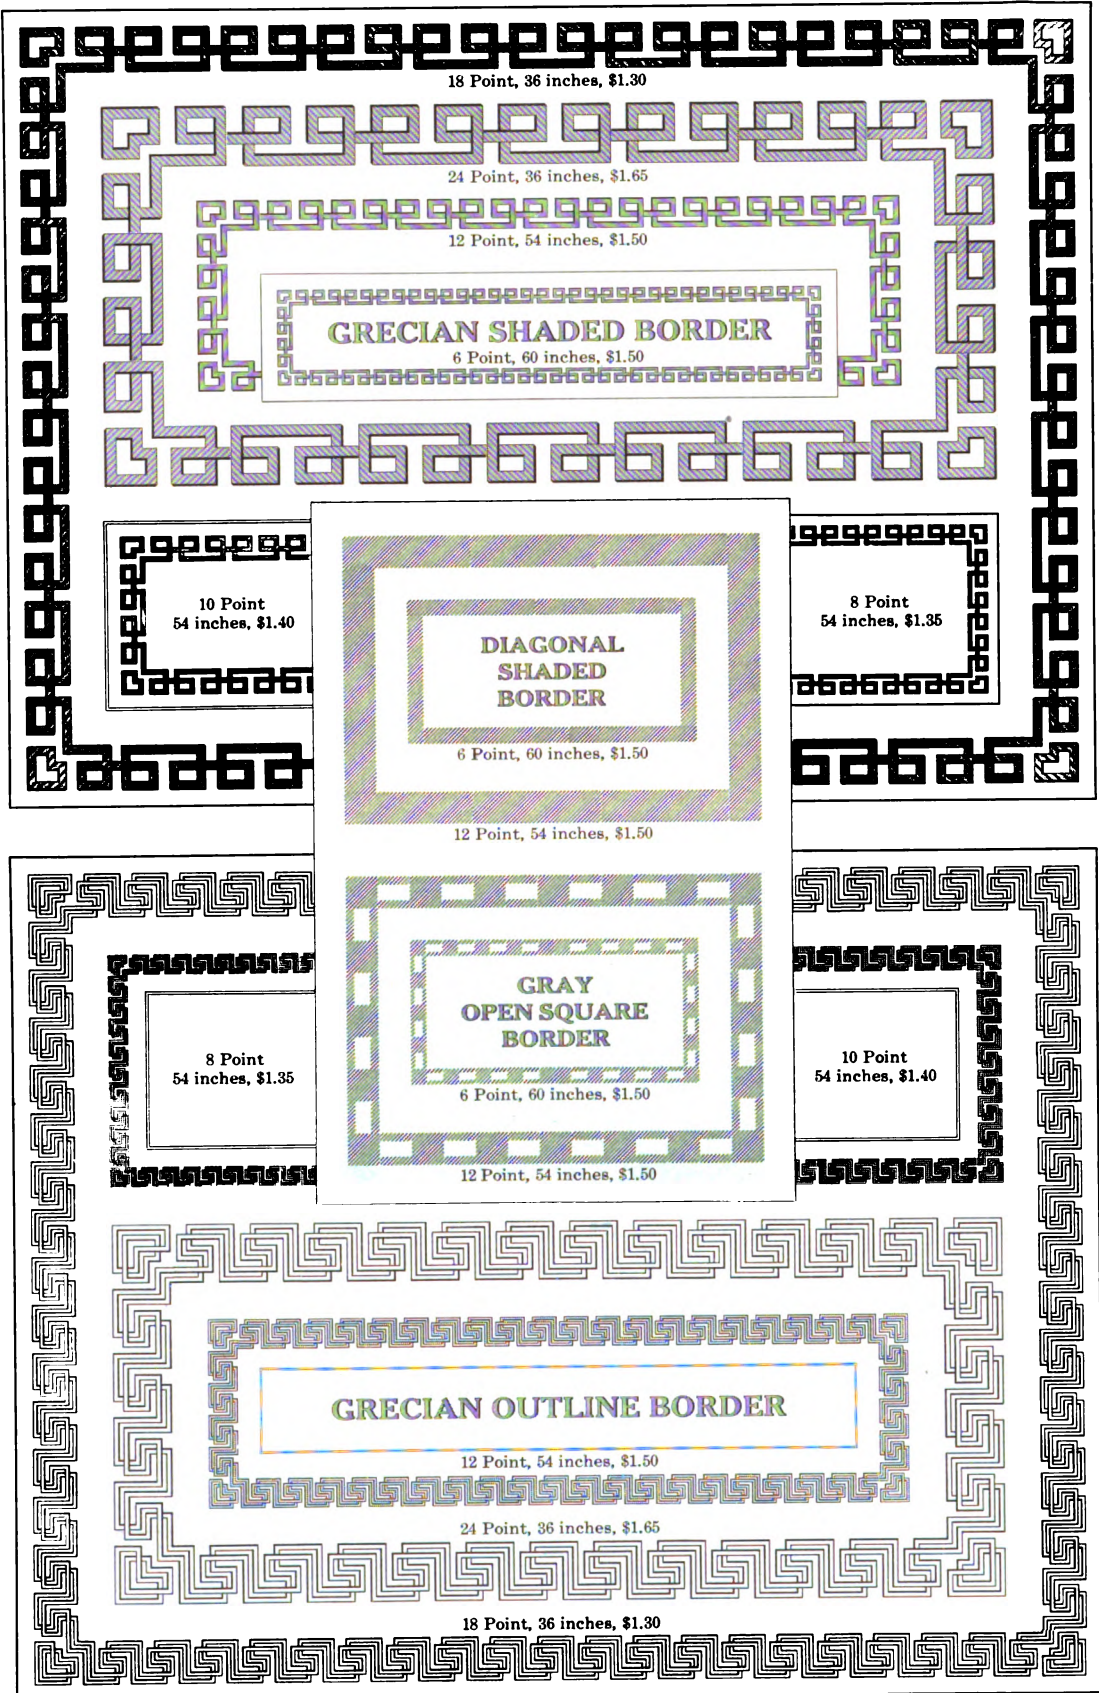 18 Point, 36 inches, $1.30
24 Point, 36 inches, $1.65
12 Point, 54 inches, $1.50
GRECIAN SHADED BORDER
6 Point, 60 inches, $1.50
10 Point
54 inches, $1.40
8 Point
54 inches, $1.35
DIAGONAL
SHADED
BORDER
6 Point, 60 inches, $1.50
12 Point, 54 inches, $1.50
GRAY
OPEN SQUARE
BORDER
6 Point, 60 inches, $1.50
12 Point, 54 inches, $1.50
8 Point
54 inches, $1.35
10 Point
54 inches, $1.40
GRECIAN OUTLINE BORDER
12 Point, 54 inches, $1.50
24 Point, 36 inches, $1.65
18 Point, 36 inches, $1.30